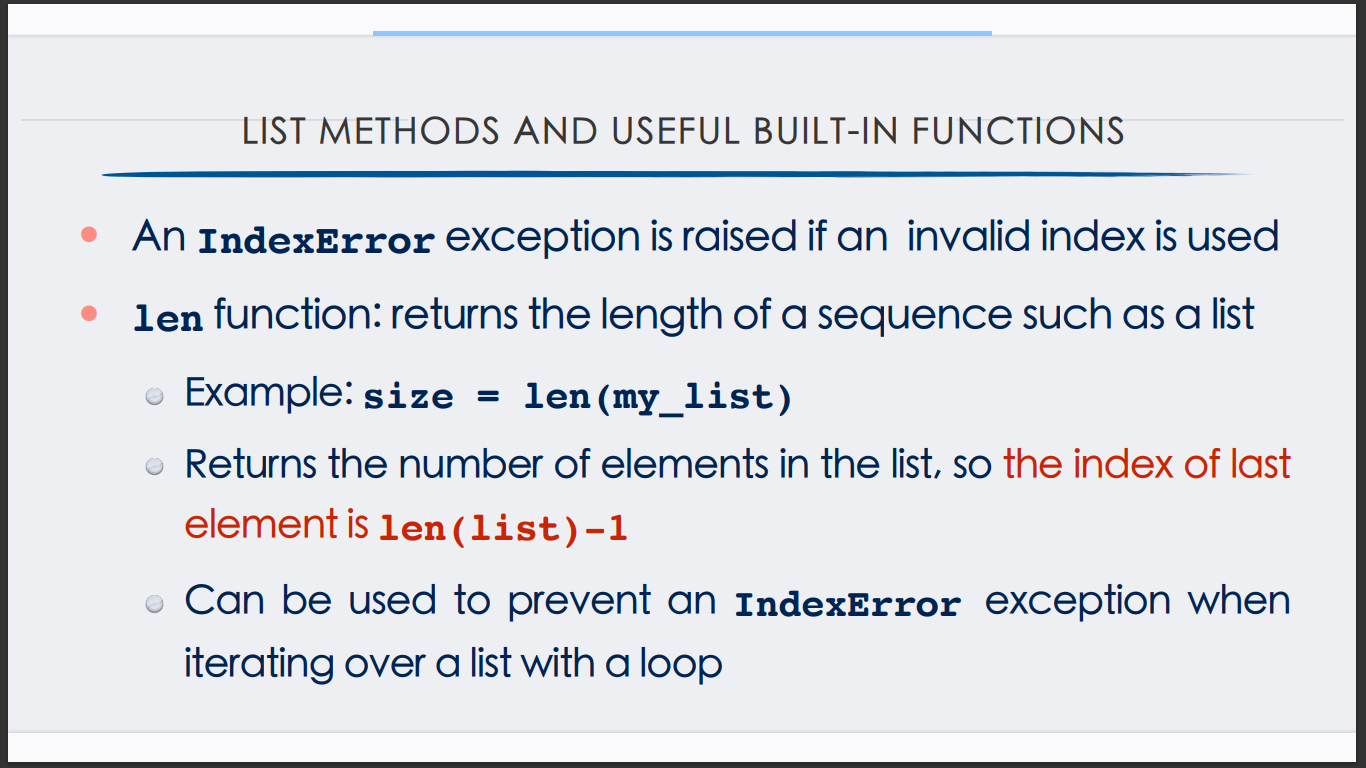 LIST METHODS AND USEFUL BUILT-IN FUNCTIONS
An IndexError exception is raised if an invalid index is used
len function: returns the length of a sequence such as a list
Example: size = len(my_list)
Returns the number of elements in the list, so the index of last
element is len(list)-1
Can be used to prevent an IndexError exception when
iterating over a list with a loop